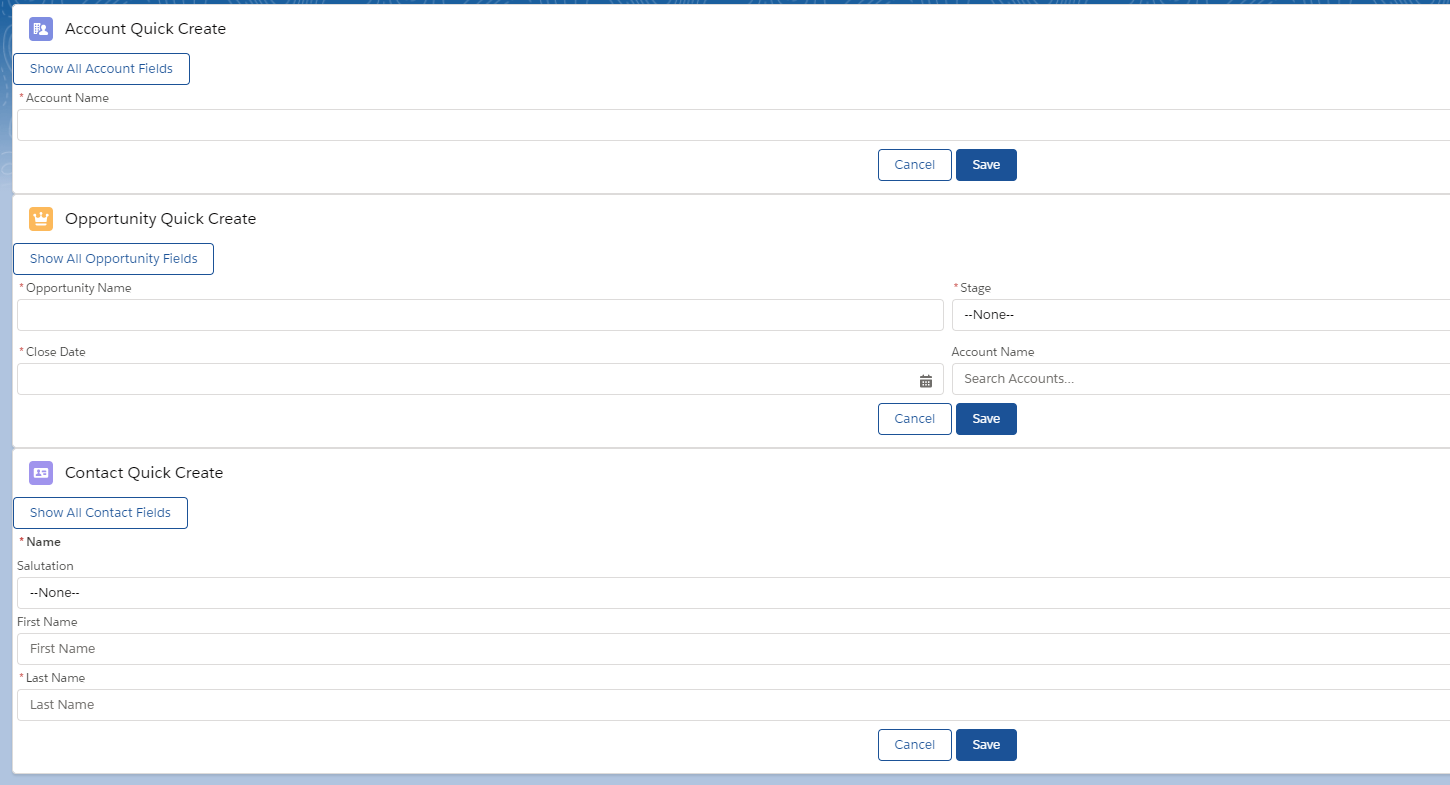 Account Quick Create
Show All Account Fields
* Account Name
Cancel Save
Opportunity Quick Create
Show All Opportunity Fields
* Opportunity Name * Stage
--None--
* Close Date Account Name
Search Accounts...
Cancel Save
Contact Quick Create
Show All Contact Fields
* Name
Salutation
--None--
First Name
First Name
* Last Name
Last Name
Cancel Save